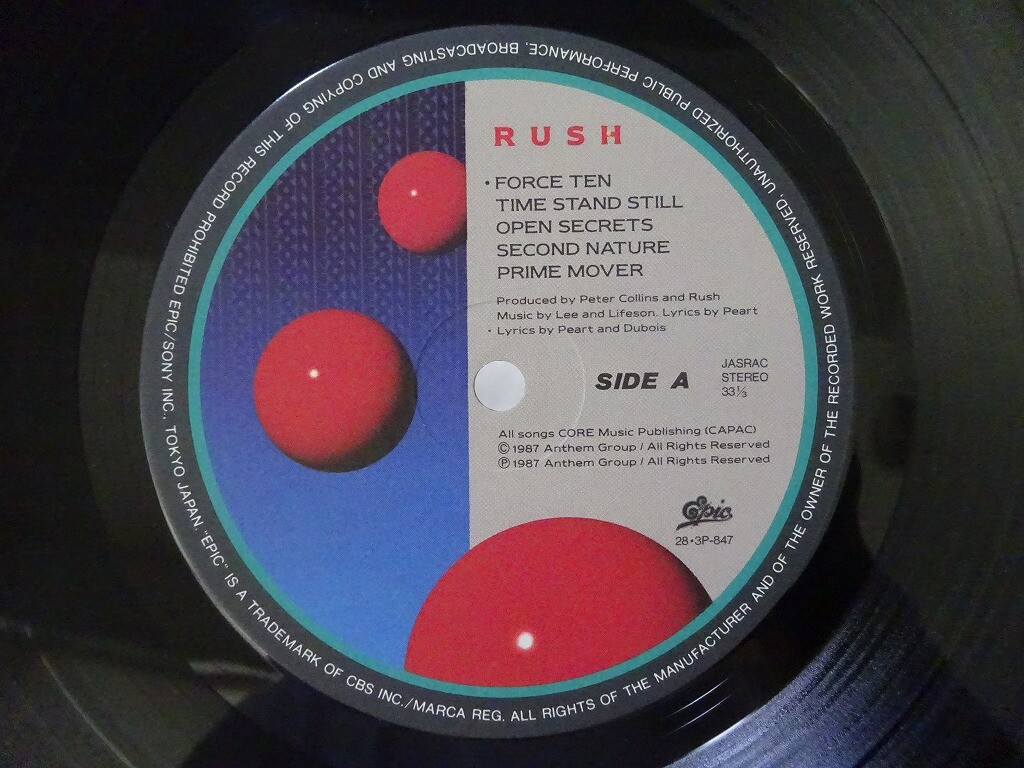 RUSH
• FORCE TEN
TIME STAND STILL
OPEN SECRETS
SECOND NATURE
PRIME MOVER
Produced by Peter Collins and Rush
Music by Lee and Lifeson. Lyrics by Peart
• Lyrics by Peart and Dubois
SIDE A
JASRAC
STEREO
33⅓
All songs CORE Music Publishing (CAPAC)
Ⓒ 1987 Anthem Group / All Rights Reserved
Ⓟ 1987 Anthem Group / All Rights Reserved
Epic
28・3P-847
EPIC/SONY INC., TOKYO JAPAN. "EPIC" IS A TRADEMARK OF CBS INC./MARCA REG. ALL RIGHTS OF THE MANUFACTURER AND OF THE OWNER OF THE RECORDED WORK RESERVED, UNAUTHORIZED PUBLIC PERFORMANCE, BROADCASTING AND COPYING OF THIS RECORD PROHIBITED